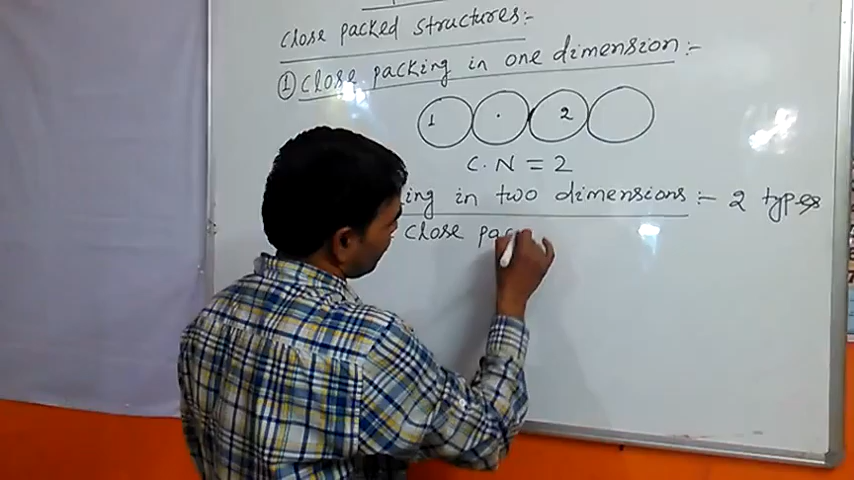 Close packed structures:-
① Close packing in one dimension:-
1 . 2
C.N = 2
ing in two dimensions:- 2 types
close pac